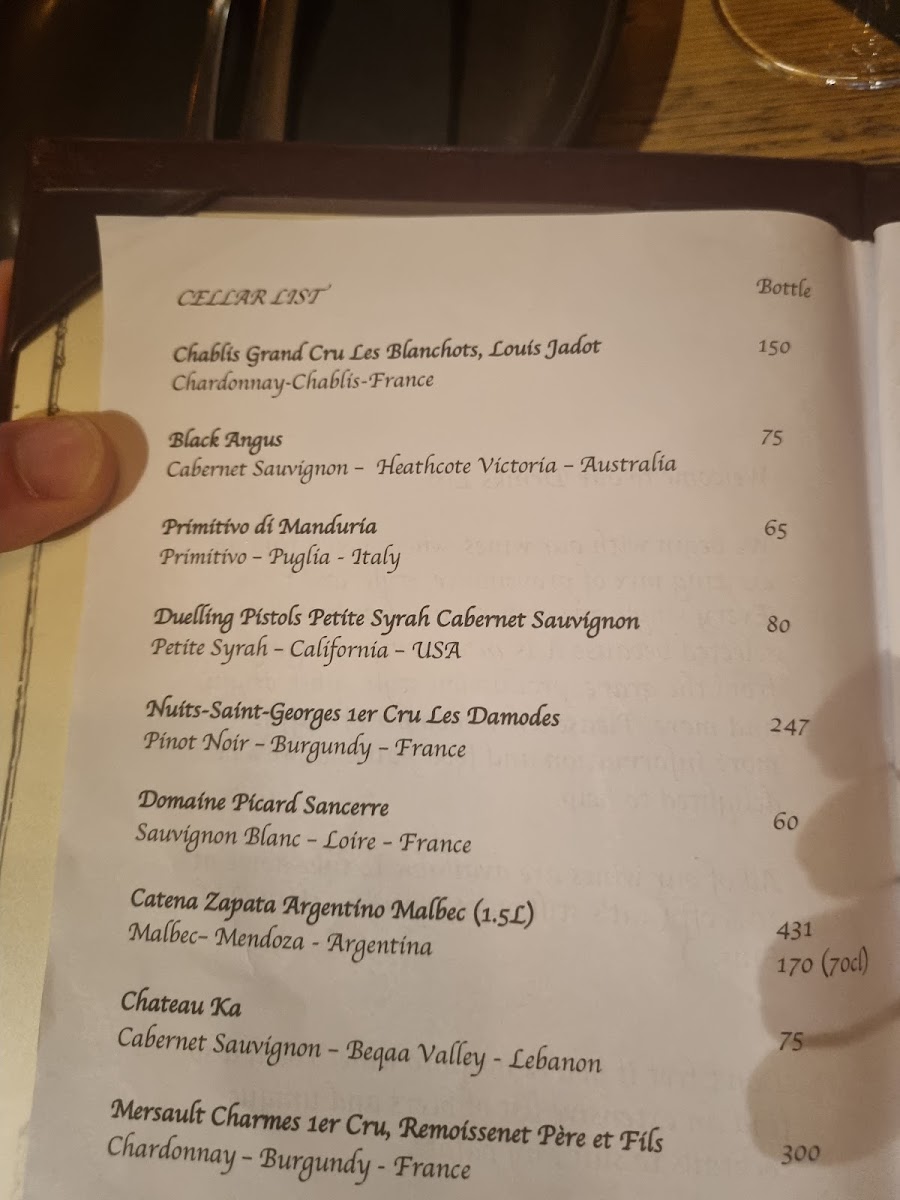 CELLAR LIST Bottle
Chablis Grand Cru Les Blanchots, Louis Jadot 150
Chardonnay-Chablis-France
Black Angus 75
Cabernet Sauvignon – Heathcote Victoria – Australia
Primitivo di Manduria 65
Primitivo – Puglia - Italy
Duelling Pistols Petite Syrah Cabernet Sauvignon 80
Petite Syrah – California – USA
Nuits-Saint-Georges 1er Cru Les Damodes 247
Pinot Noir – Burgundy – France
Domaine Picard Sancerre 60
Sauvignon Blanc – Loire – France
Catena Zapata Argentino Malbec (1.5L) 431
Malbec– Mendoza - Argentina 170 (70cl)
Chateau Ka 75
Cabernet Sauvignon – Beqaa Valley - Lebanon
Mersault Charmes 1er Cru, Remoissenet Père et Fils 300
Chardonnay – Burgundy - France